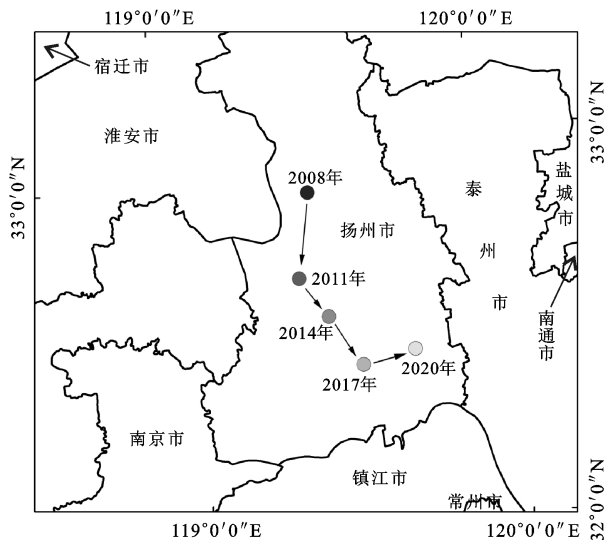 119°0′0″E
120°0′0″E
宿迁市
淮安市
33°0′0″N
盐城市
33°0′0″N
2008年
泰州市
扬州市
2011年
2014年
南通市
2020年
2017年
南京市
镇江市
常州市
32°0′0″N
119°0′0″E
120°0′0″E